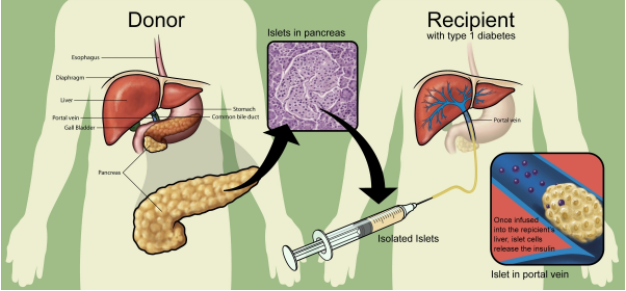 Donor
Recipient
with type 1 diabetes
Islets in pancreas
Esophagus
Diaphragm
Liver
Portal vein
Gall Bladder
Stomach
Common bile duct
Pancreas
Portal vein
Isolated Islets
Once infused
into the repicient's
liver, islet cells
release the insulin
Islet in portal vein